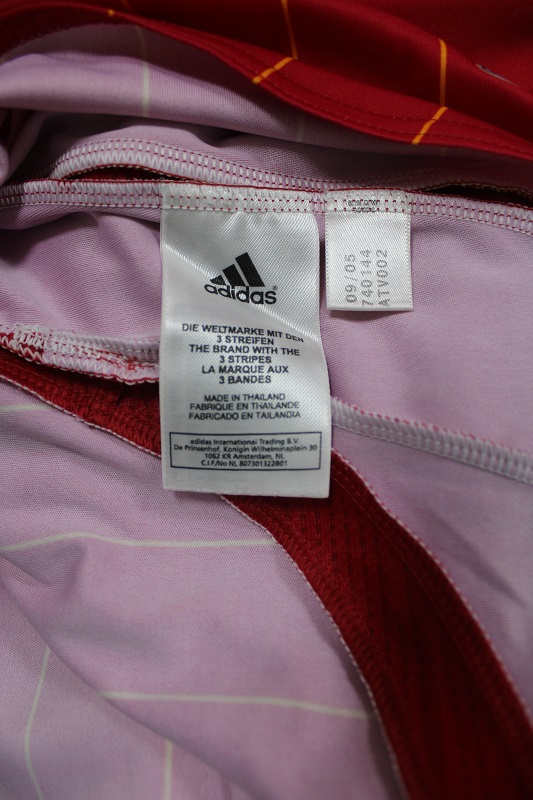 adidas®
DIE WELTMARKE MIT DEN
3 STREIFEN
THE BRAND WITH THE
3 STRIPES
LA MARQUE AUX
3 BANDES
MADE IN THAILAND
FABRIQUE EN THAILANDE
FABRICADO EN TAILANDIA
adidas International Trading B.V.
De Prinsenhof, Konigin Wilhelminaplein 30
1062 KR Amsterdam, NL
C.I.F/No NL 807301322B01
09/05
740144
ATV002